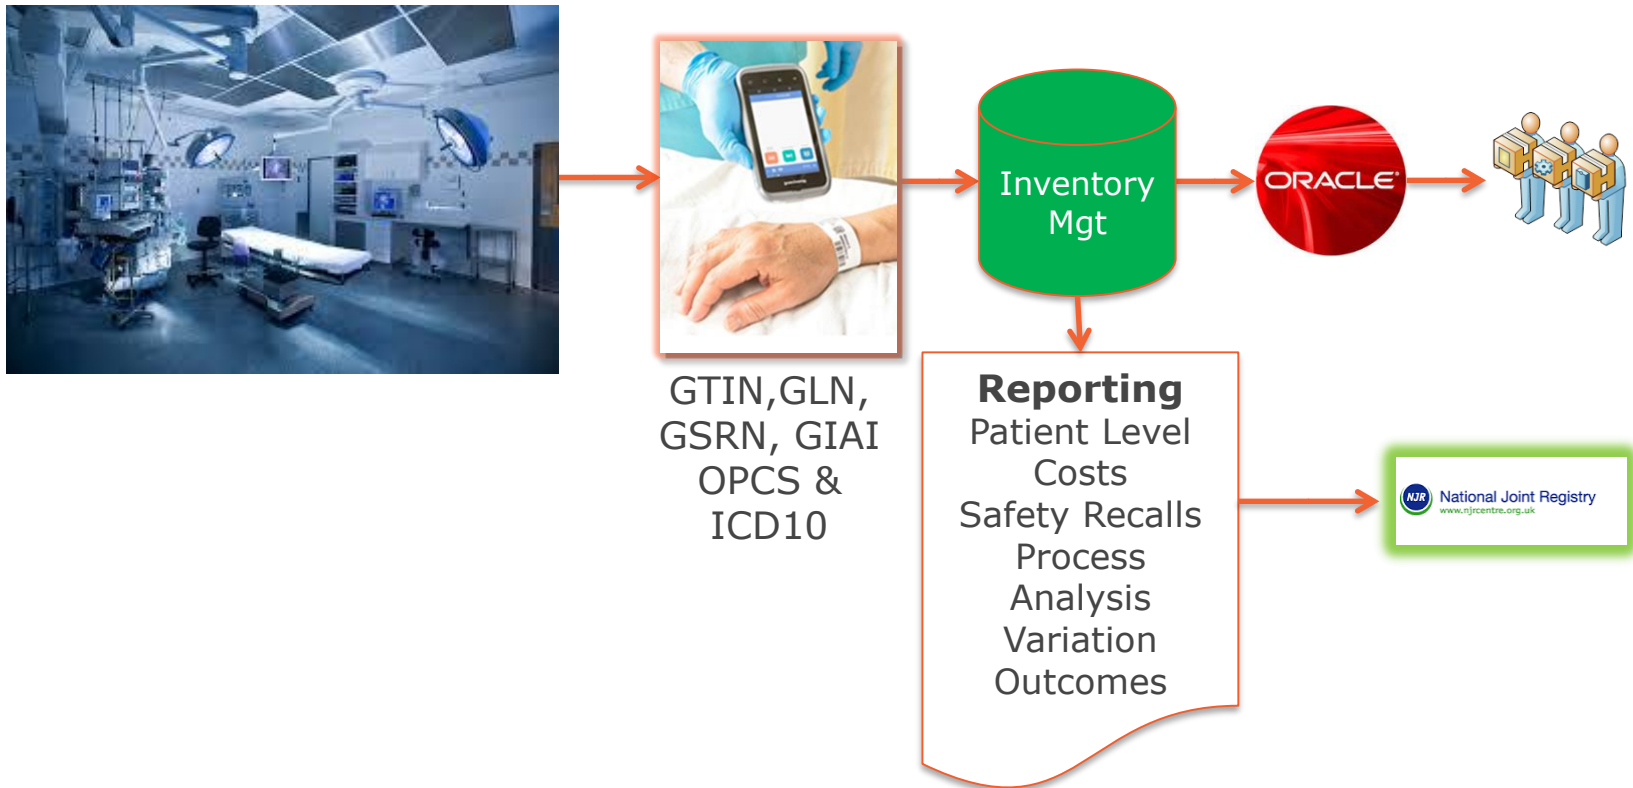 Inventory
Mgt
ORACLE
GTIN,GLN,
GSRN, GIAI
OPCS &
ICD10
Reporting
Patient Level
Costs
Safety Recalls
Process
Analysis
Variation
Outcomes
NJR
National Joint Registry
www.njrcentre.org.uk